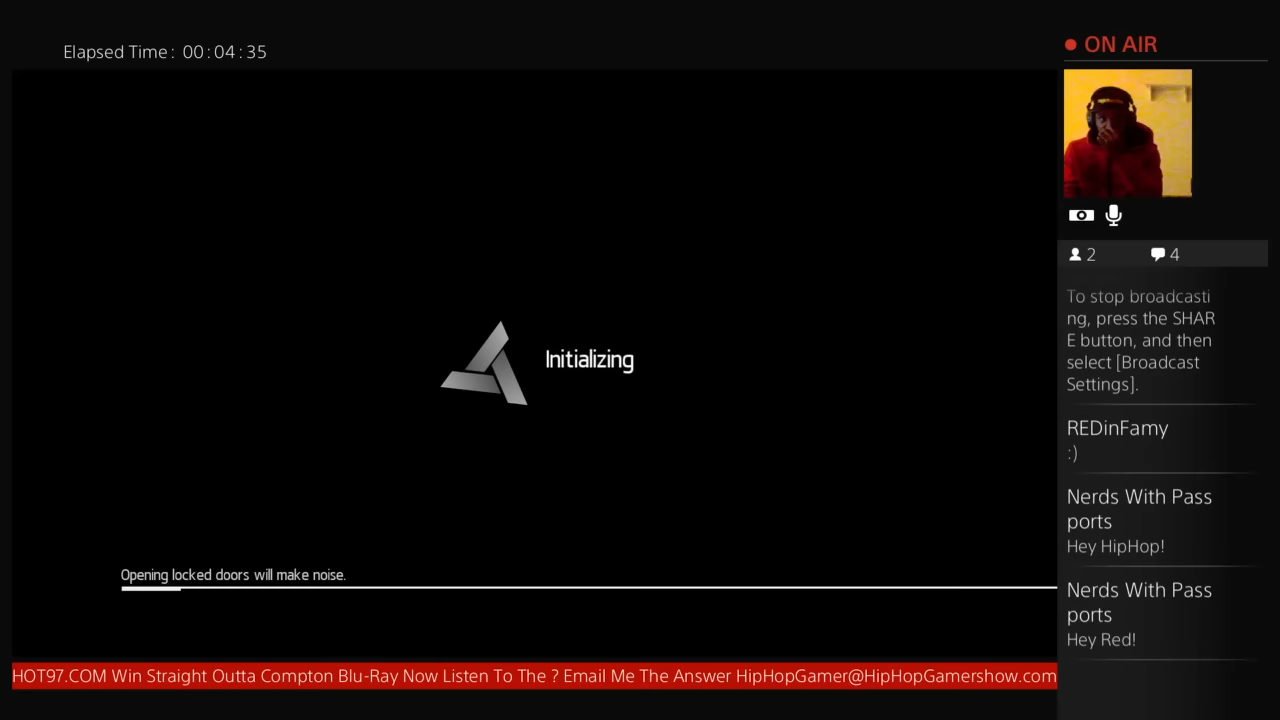 Elapsed Time: 00:04:35
ON AIR
2
4
To stop broadcasti
ng, press the SHAR
E button, and then
select [Broadcast
Settings].
REDinFamy
:)
Nerds With Pass
ports
Hey HipHop!
Nerds With Pass
ports
Hey Red!
Initializing
Opening locked doors will make noise.
HOT97.COM Win Straight Outta Compton Blu-Ray Now Listen To The ? Email Me The Answer HipHopGamer@HipHopGamershow.com